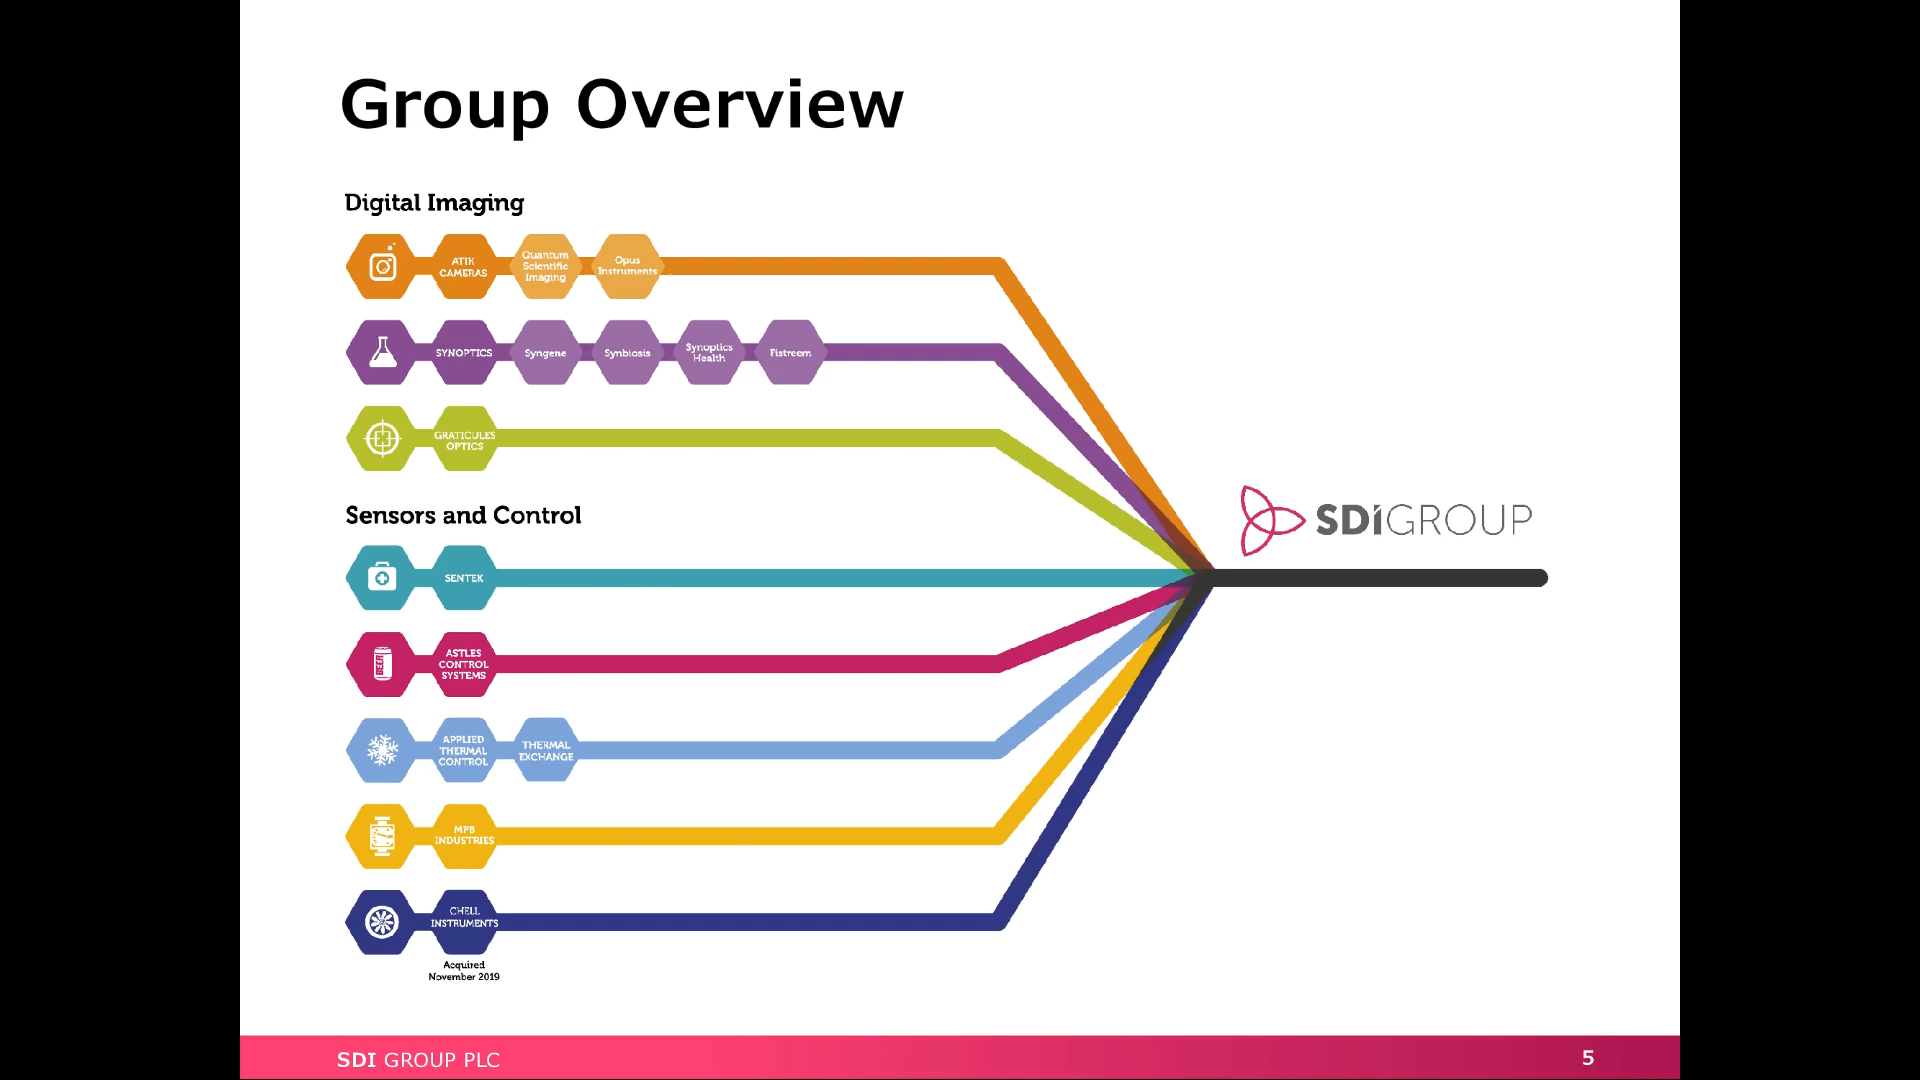 Group Overview
Digital Imaging
ATIK
CAMERAS
Quantum
Scientific
Imaging
Opus
Instruments
SYNOPTICS
Syngene
Synbiosis
Synoptics
Health
Fistreem
GRATICULES
OPTICS
SDIGROUP
Sensors and Control
SENTEK
BEER
ASTLES
CONTROL
SYSTEMS
APPLIED
THERMAL
CONTROL
THERMAL
EXCHANGE
MPB
INDUSTRIES
CHELL
INSTRUMENTS
Acquired
November 2019
SDI GROUP PLC
5